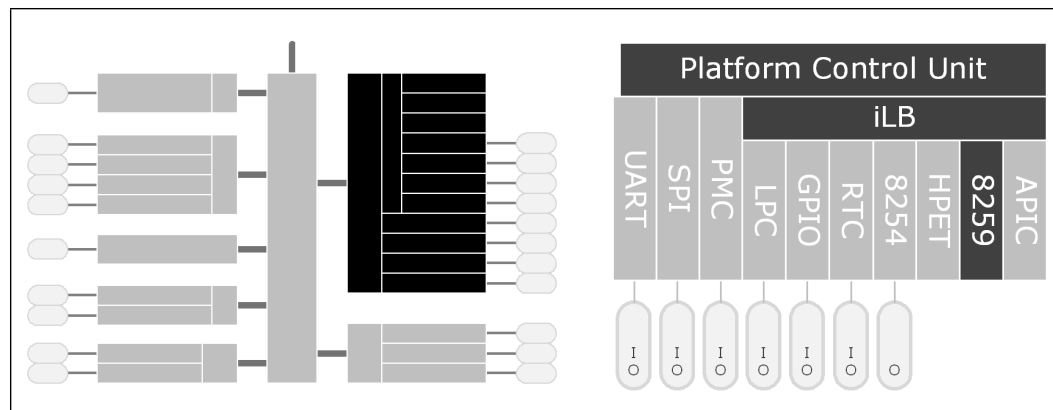 Platform Control Unit
iLB
UART
SPI
PMC
LPC
GPIO
RTC
8254
HPET
8259
APIC
I
O
I
O
I
O
I
O
I
O
I
O
O